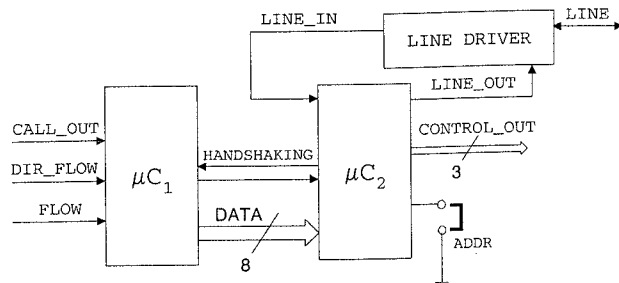 LINE_IN
LINE
LINE DRIVER
LINE_OUT
CALL_OUT
CONTROL_OUT
HANDSHAKING
DIR_FLOW
µC1
µC2
3
FLOW
DATA
ADDR
8